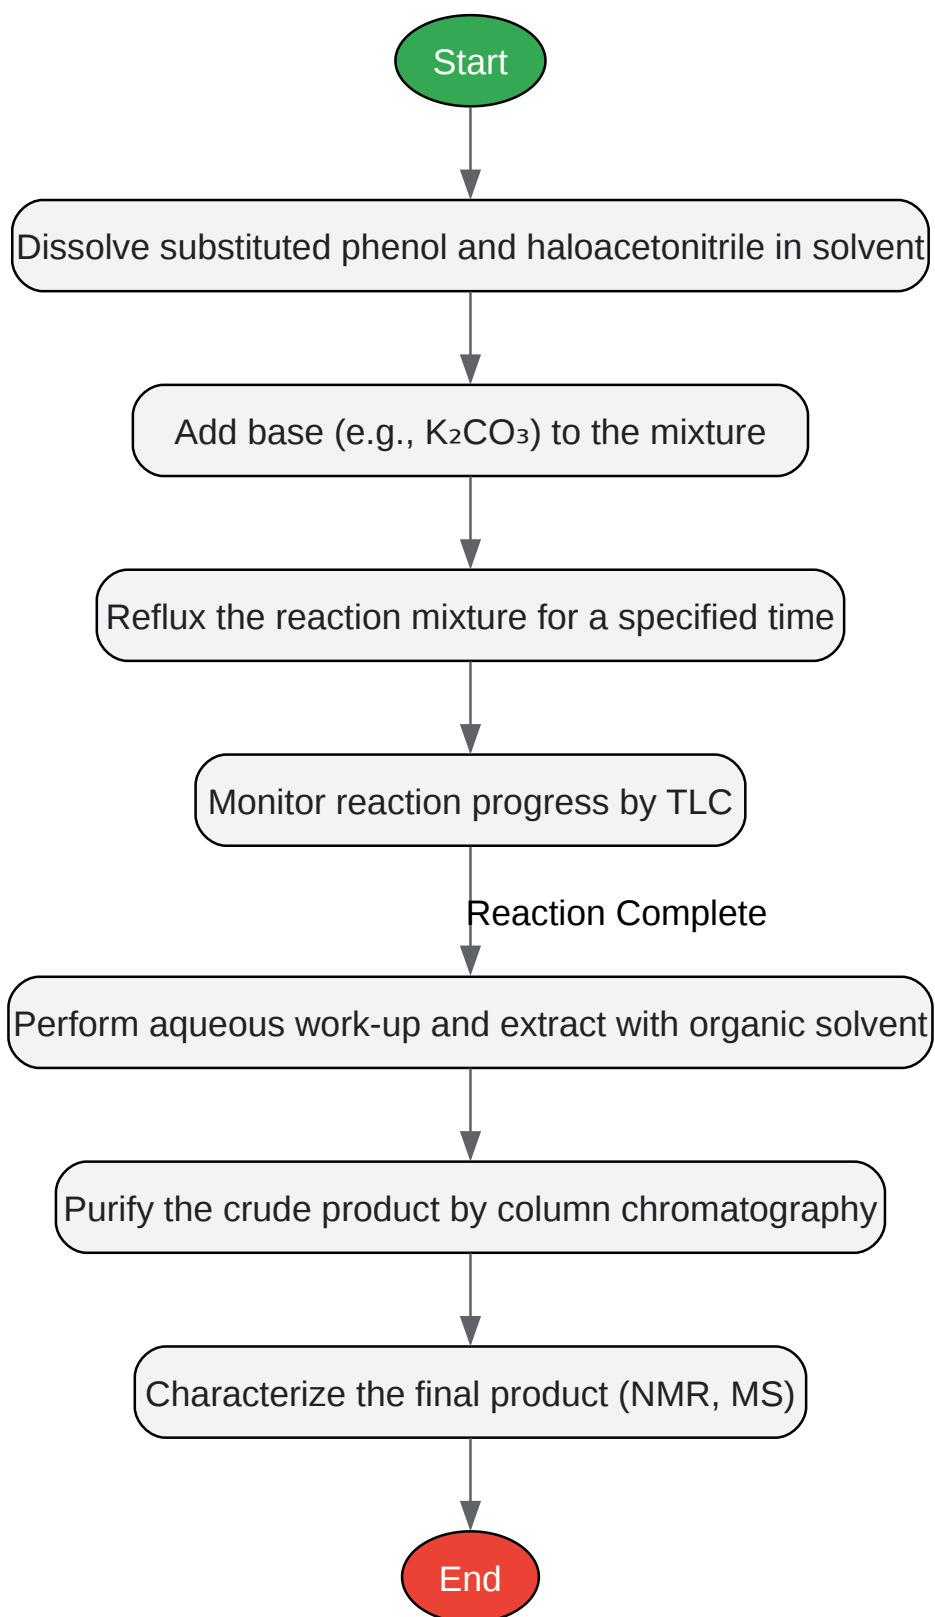 Start
Dissolve substituted phenol and haloacetonitrile in solvent
Add base (e.g., K₂CO₃) to the mixture
Reflux the reaction mixture for a specified time
Monitor reaction progress by TLC
Reaction Complete
Perform aqueous work-up and extract with organic solvent
Purify the crude product by column chromatography
Characterize the final product (NMR, MS)
End